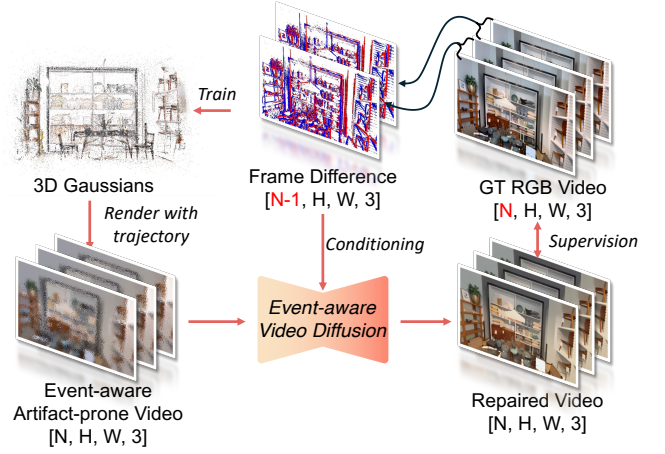 Train
3D Gaussians
Frame Difference
[N-1, H, W, 3]
GT RGB Video
[N, H, W, 3]
Render with
trajectory
Conditioning
Supervision
Event-aware
Video Diffusion
Event-aware
Artifact-prone Video
[N, H, W, 3]
Repaired Video
[N, H, W, 3]